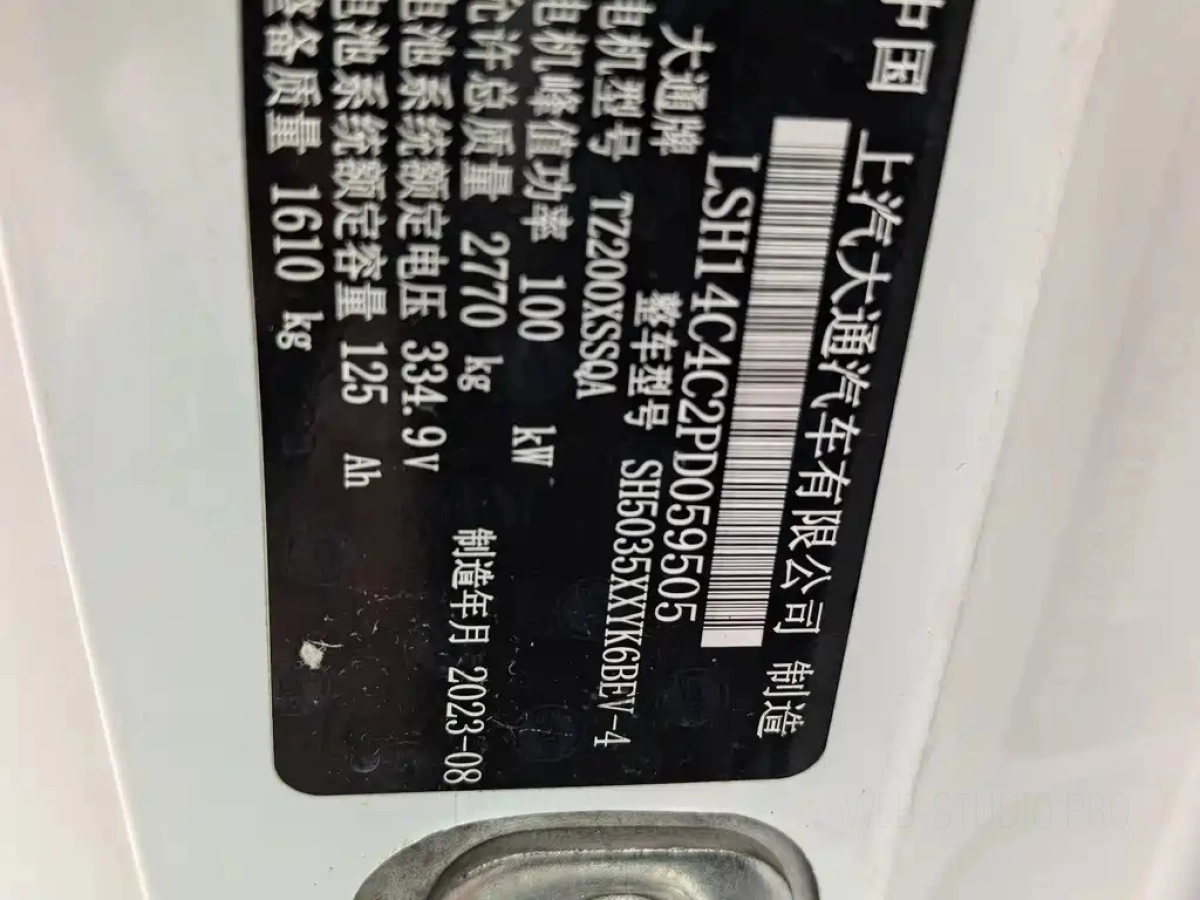 中国 上汽大通汽车有限公司 制造
LSH14C4C2PD059505
大通牌 整车型号 SH5035XXYK6BEV-4
电机型号 TZ200XSSQA
电机峰值功率 100 kW
允许总质量 2770 kg 制造年月 2023-08
电池系统额定电压 334.9V
电池系统额定容量 125 Ah
整备质量 1610 kg
WEB-STUDIO PRO